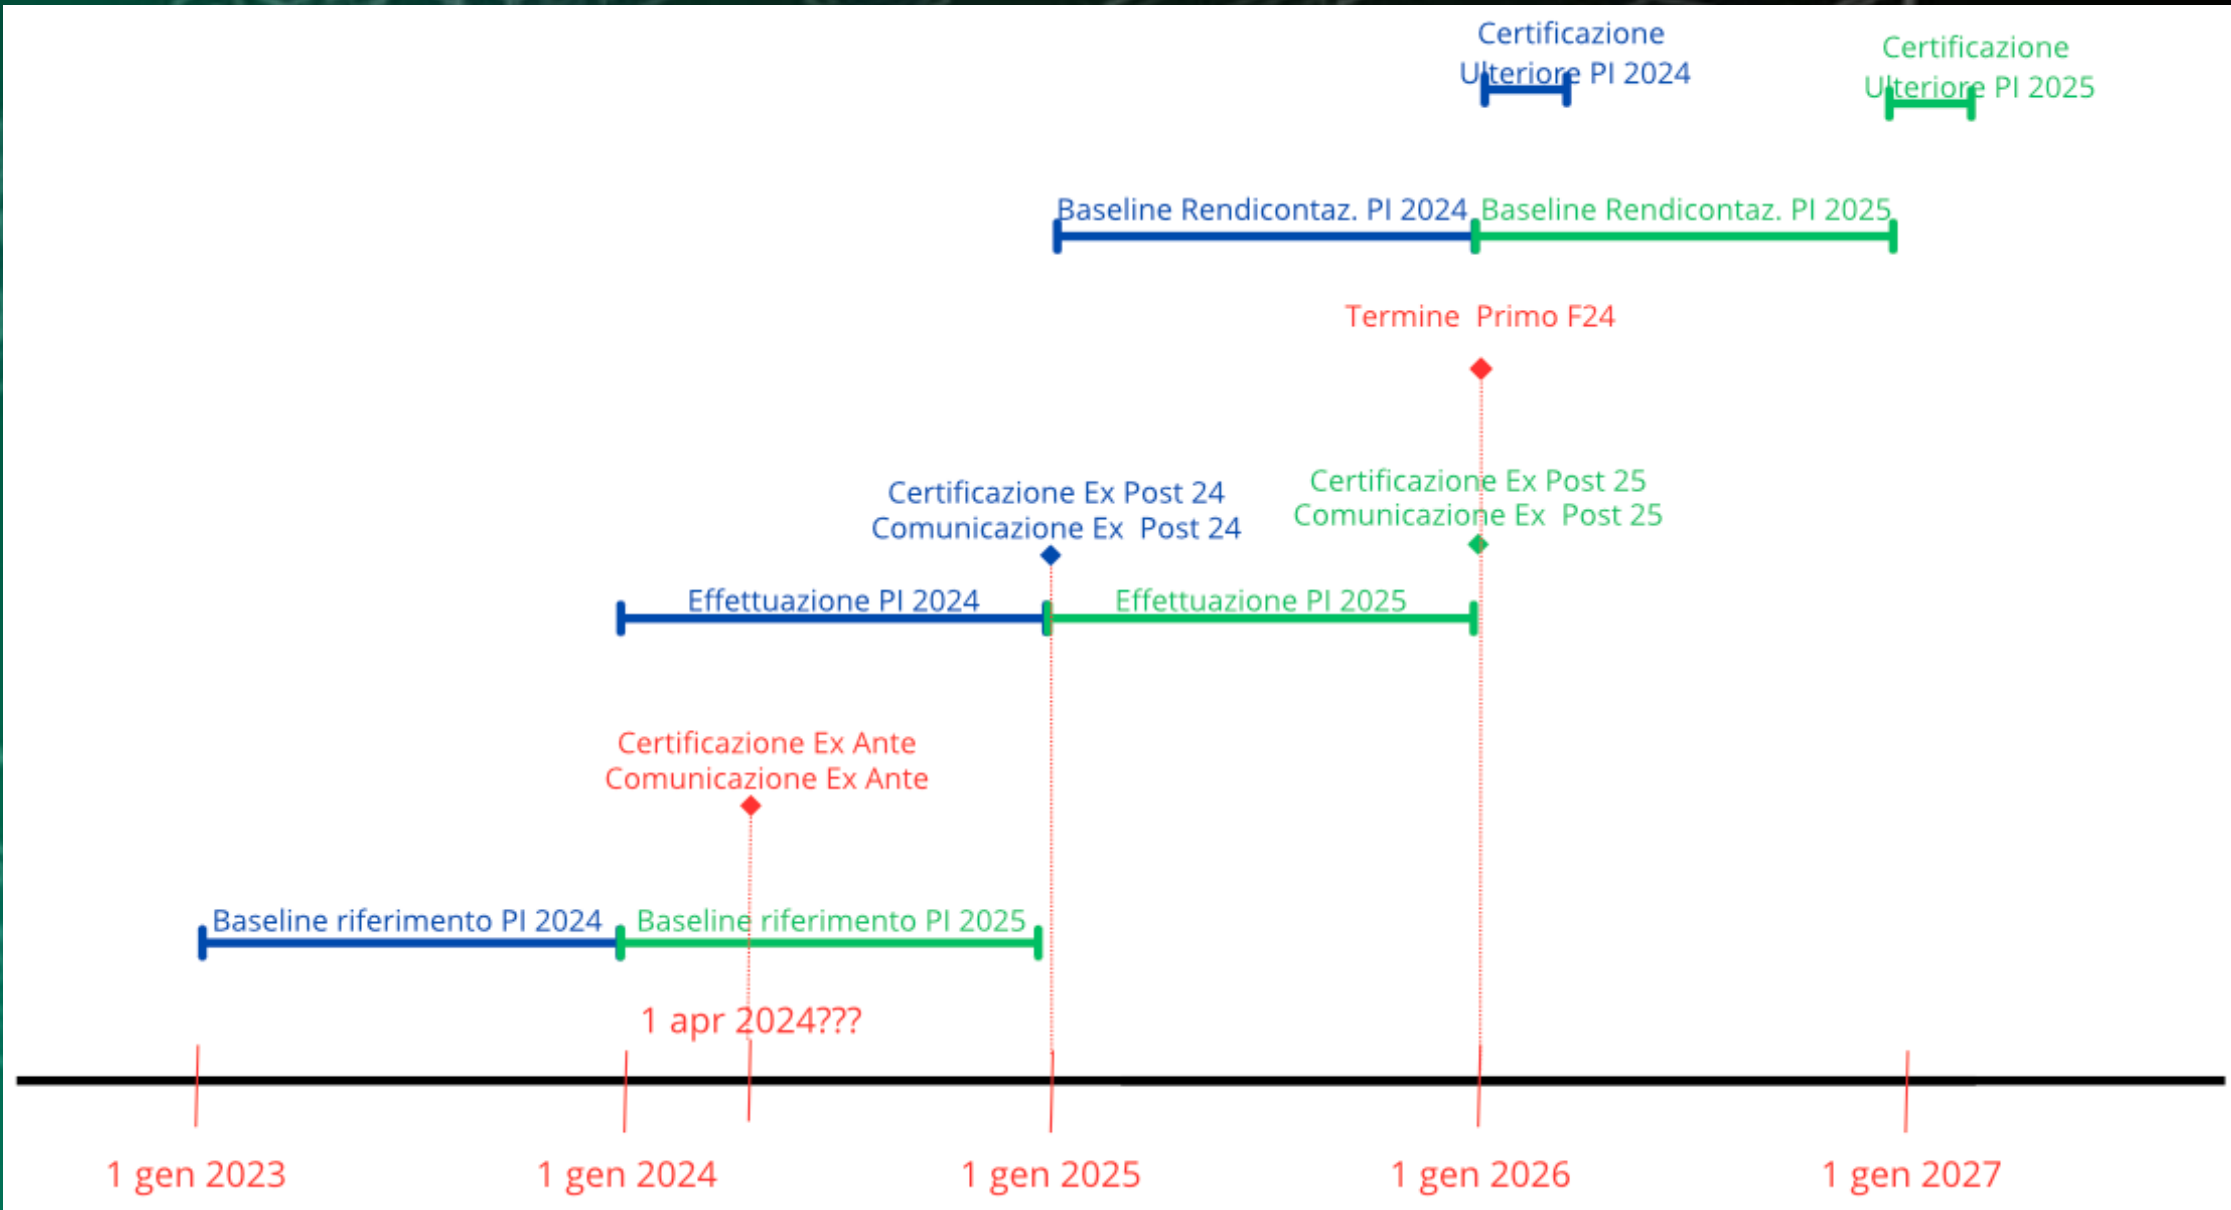 Certificazione
Ulteriore PI 2024
Certificazione
Ulteriore PI 2025
Baseline Rendicontaz. PI 2024
Baseline Rendicontaz. PI 2025
Termine  Primo F24
Certificazione Ex Post 24
Comunicazione Ex  Post 24
Certificazione Ex Post 25
Comunicazione Ex  Post 25
Effettuazione PI 2024
Effettuazione PI 2025
Certificazione Ex Ante
Comunicazione Ex Ante
Baseline riferimento PI 2024
Baseline riferimento PI 2025
1 apr 2024???
1 gen 2023
1 gen 2024
1 gen 2025
1 gen 2026
1 gen 2027